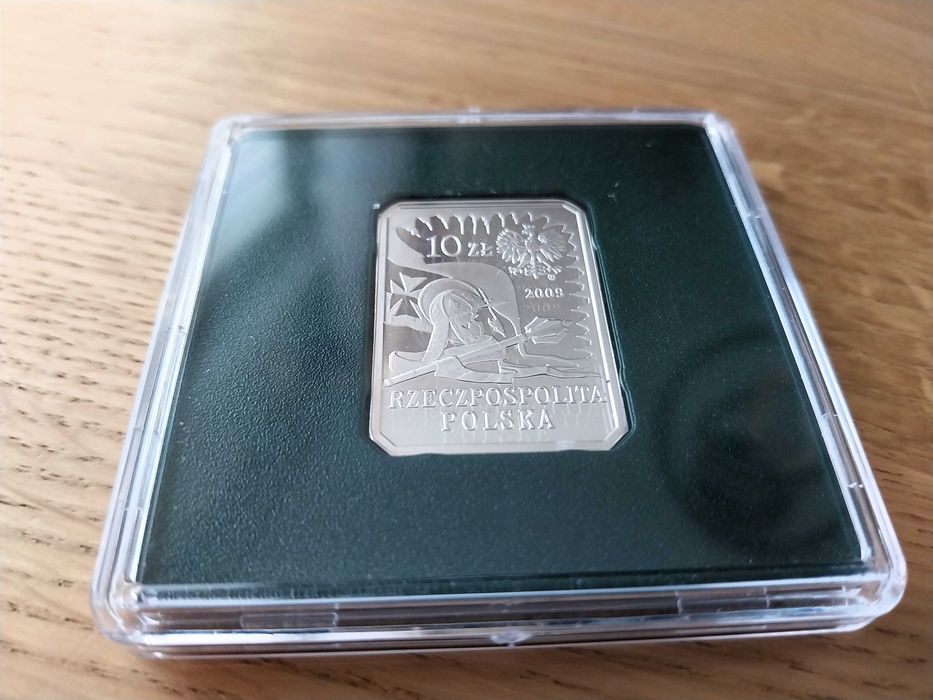 10 ZŁ
2009
RZECZPOSPOLITA
POLSKA